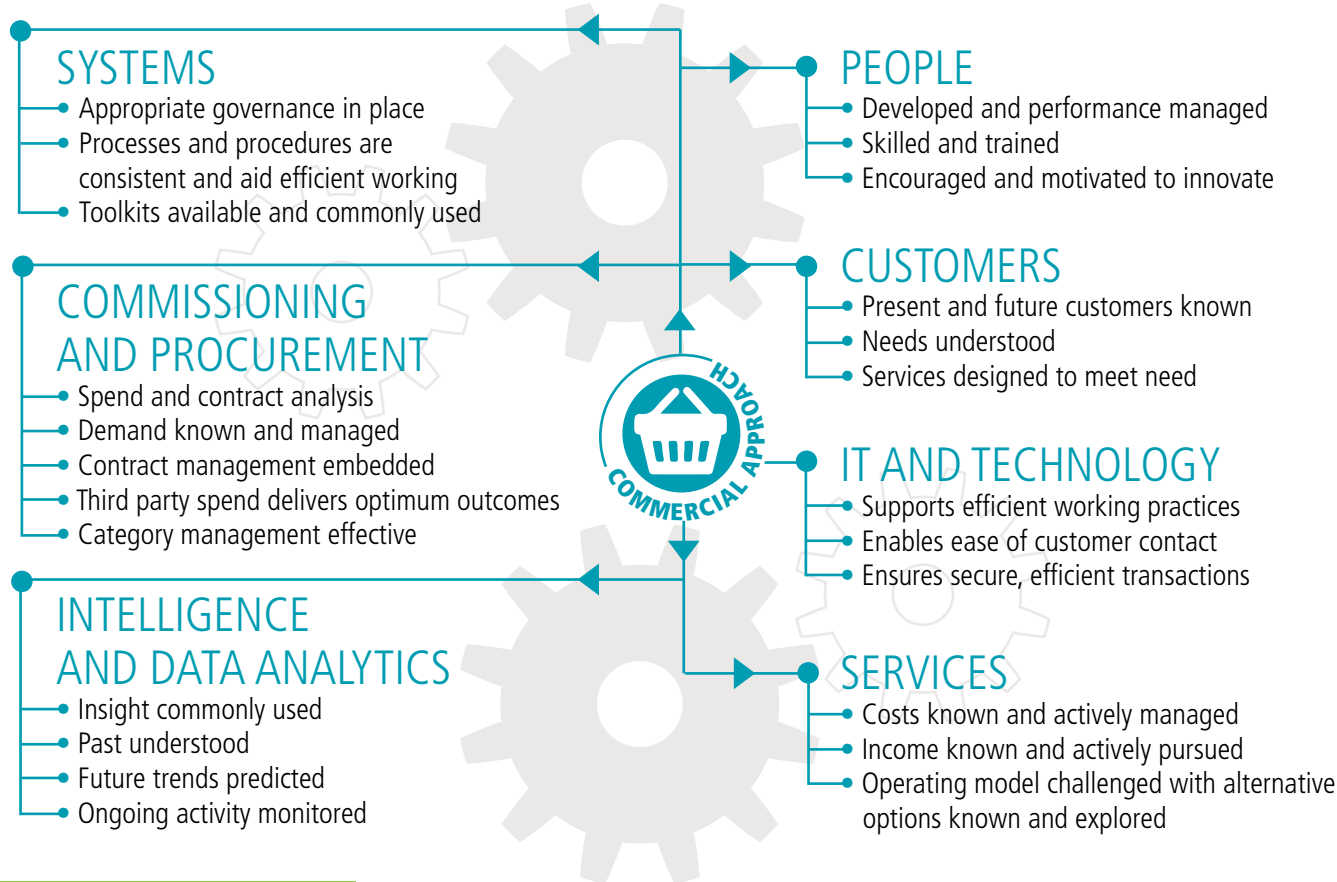 SYSTEMS
Appropriate governance in place
Processes and procedures are
consistent and aid efficient working
Toolkits available and commonly used
COMMISSIONING
AND PROCUREMENT
Spend and contract analysis
Demand known and managed
Contract management embedded
Third party spend delivers optimum outcomes
Category management effective
INTELLIGENCE
AND DATA ANALYTICS
Insight commonly used
Past understood
Future trends predicted
Ongoing activity monitored
COMMERCIAL APPROACH
PEOPLE
Developed and performance managed
Skilled and trained
Encouraged and motivated to innovate
CUSTOMERS
Present and future customers known
Needs understood
Services designed to meet need
IT AND TECHNOLOGY
Supports efficient working practices
Enables ease of customer contact
Ensures secure, efficient transactions
SERVICES
Costs known and actively managed
Income known and actively pursued
Operating model challenged with alternative
options known and explored